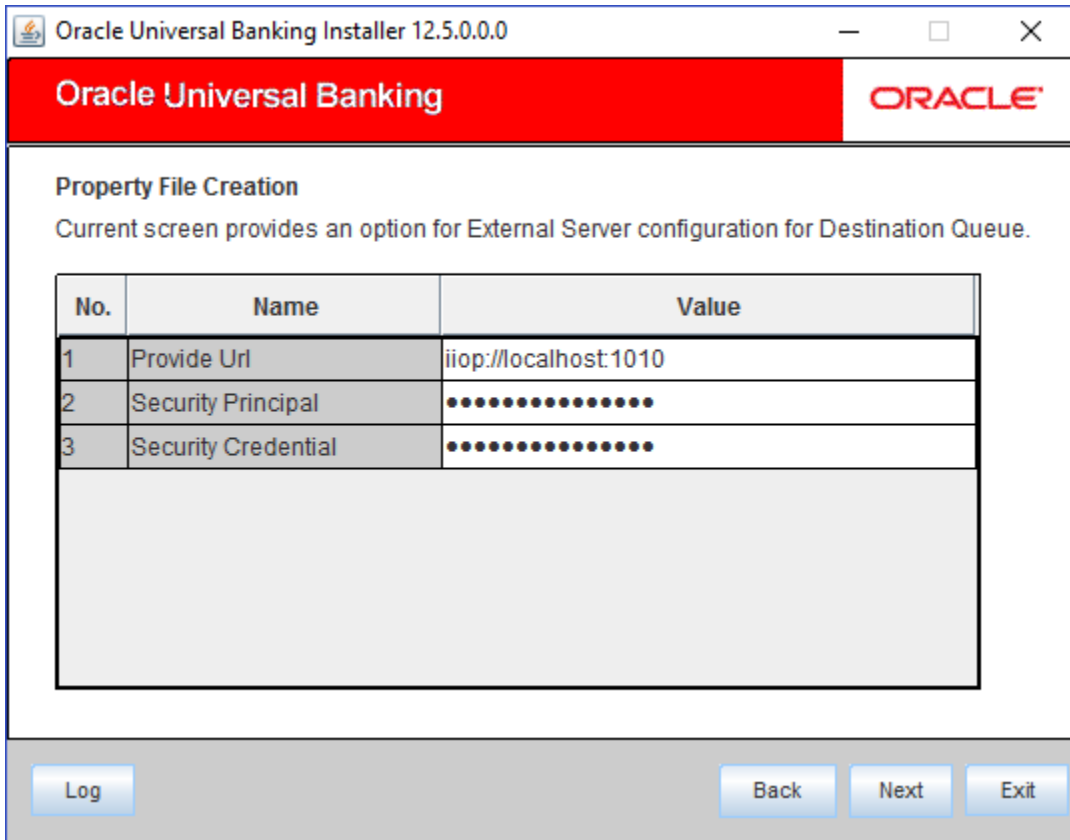 Oracle Universal Banking Installer 12.5.0.0.0
Oracle Universal Banking
ORACLE
Property File Creation
Current screen provides an option for External Server configuration for Destination Queue.
No. Name Value
1 Provide Url iiop://localhost:1010
2 Security Principal •••••••••••••••
3 Security Credential •••••••••••••••
Log Back Next Exit